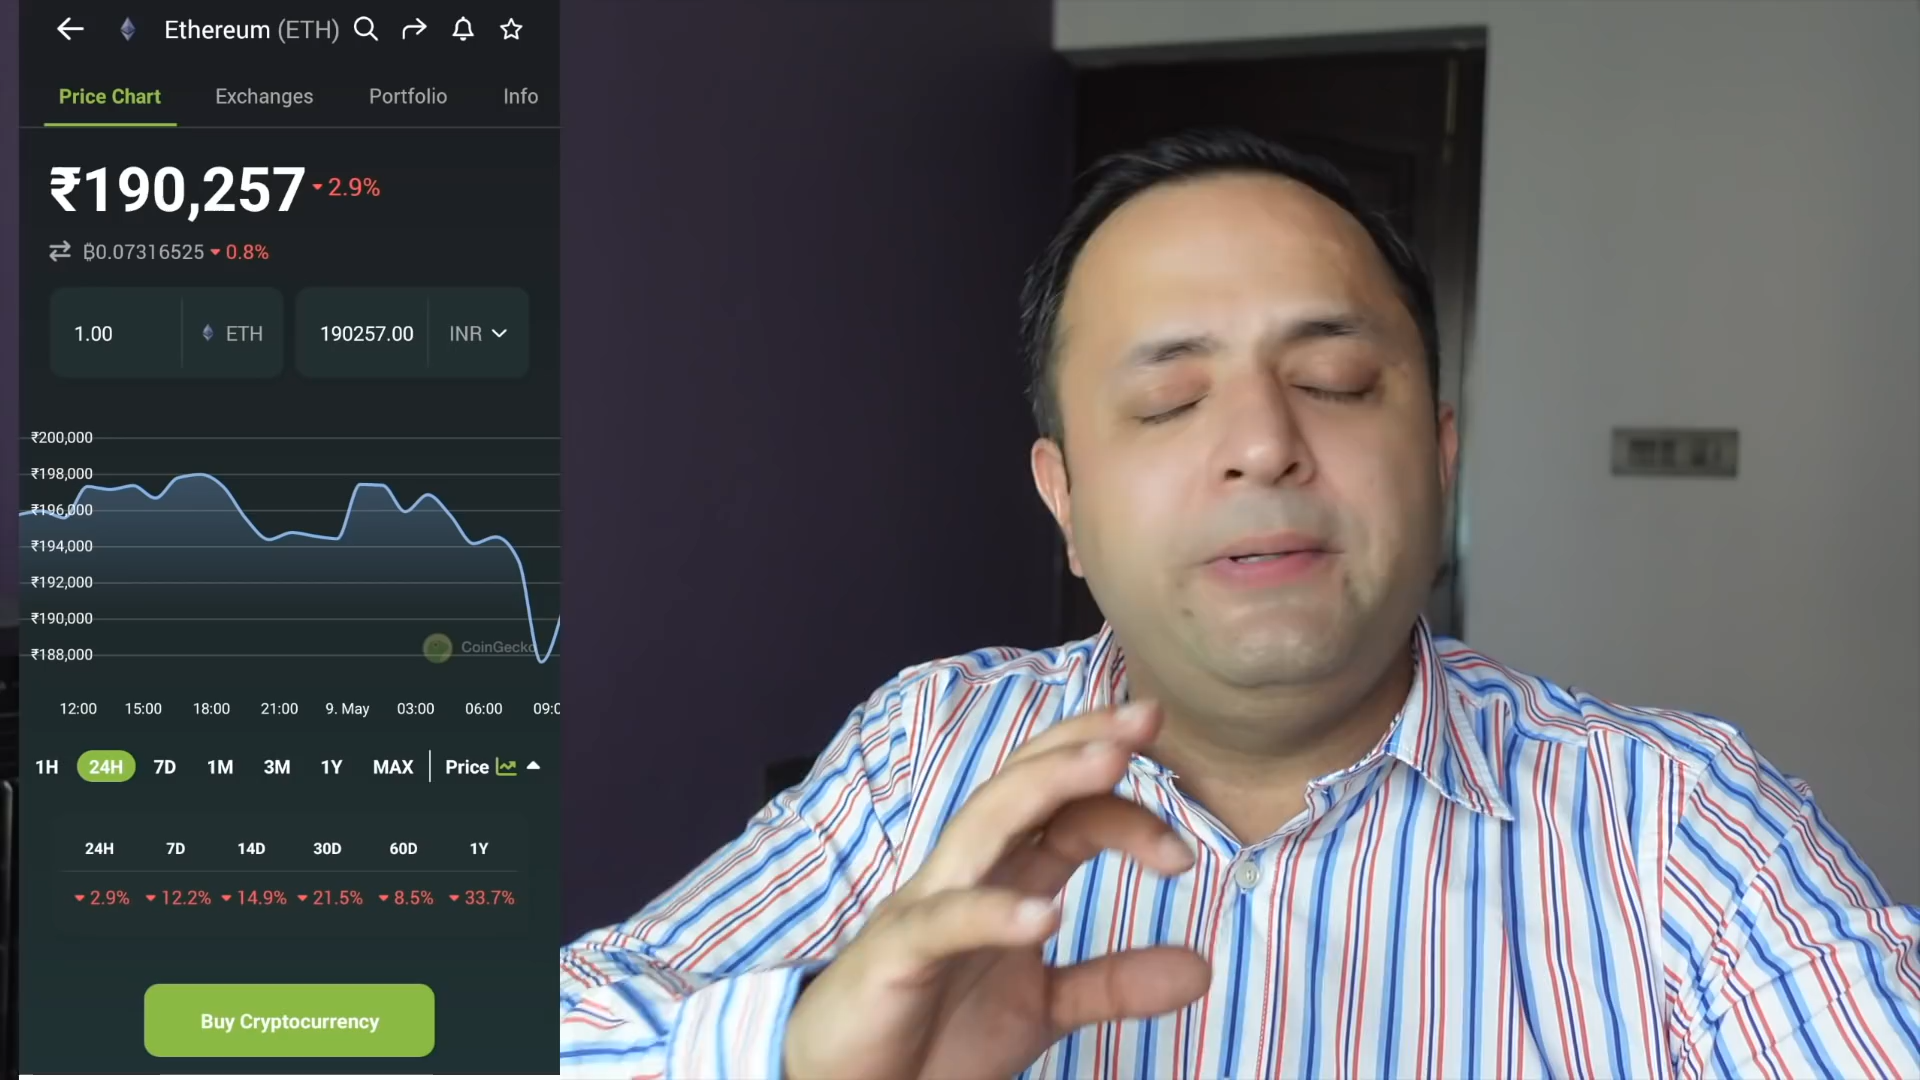 Ethereum (ETH)
Price Chart Exchanges Portfolio Info
₹190,257 2.9%
₿0.07316525 0.8%
1.00 ETH 190257.00 INR
₹200,000
₹198,000
₹196,000
₹194,000
₹192,000
₹190,000
₹188,000
CoinGecko
12:00 15:00 18:00 21:00 9. May 03:00 06:00 09:0
1H 24H 7D 1M 3M 1Y MAX Price
24H 7D 14D 30D 60D 1Y
2.9% 12.2% 14.9% 21.5% 8.5% 33.7%
Buy Cryptocurrency